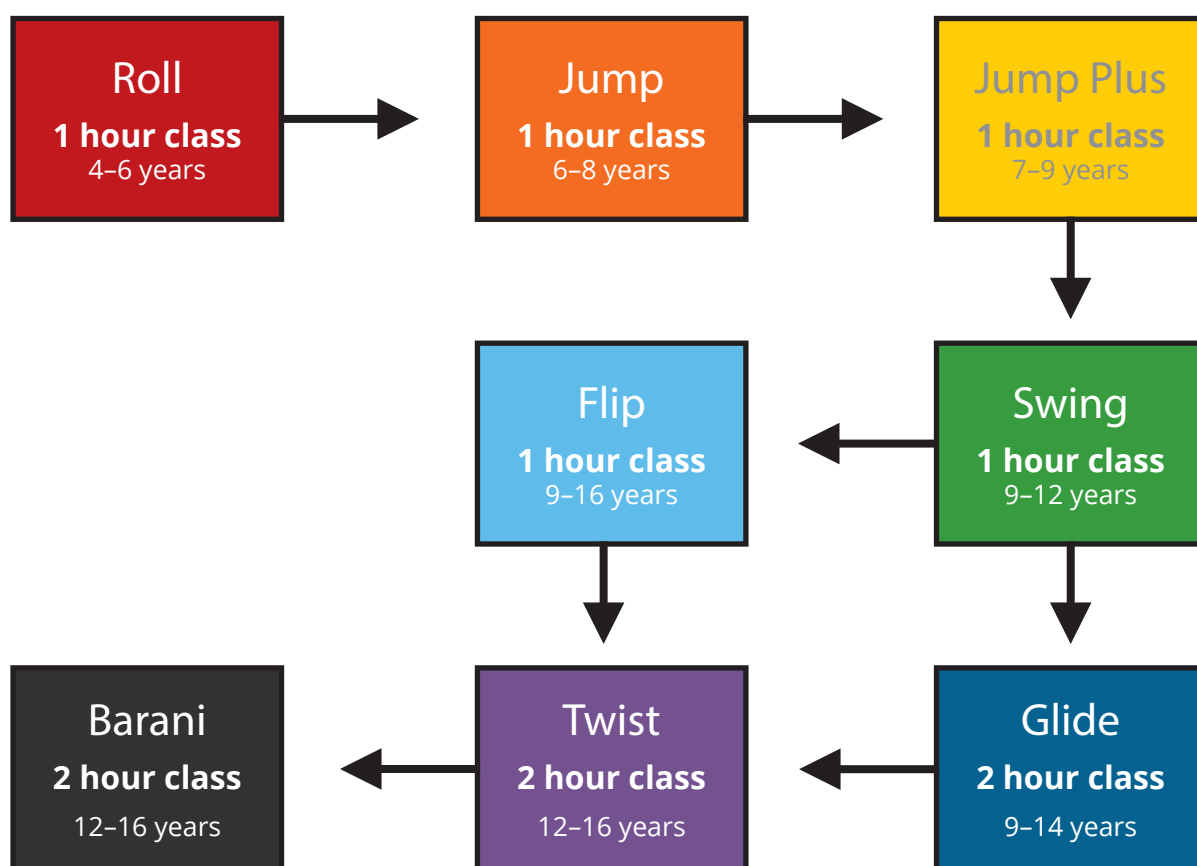 Roll
1 hour class
4–6 years
Jump
1 hour class
6–8 years
Jump Plus
1 hour class
7–9 years
Flip
1 hour class
9–16 years
Swing
1 hour class
9–12 years
Barani
2 hour class
12–16 years
Twist
2 hour class
12–16 years
Glide
2 hour class
9–14 years